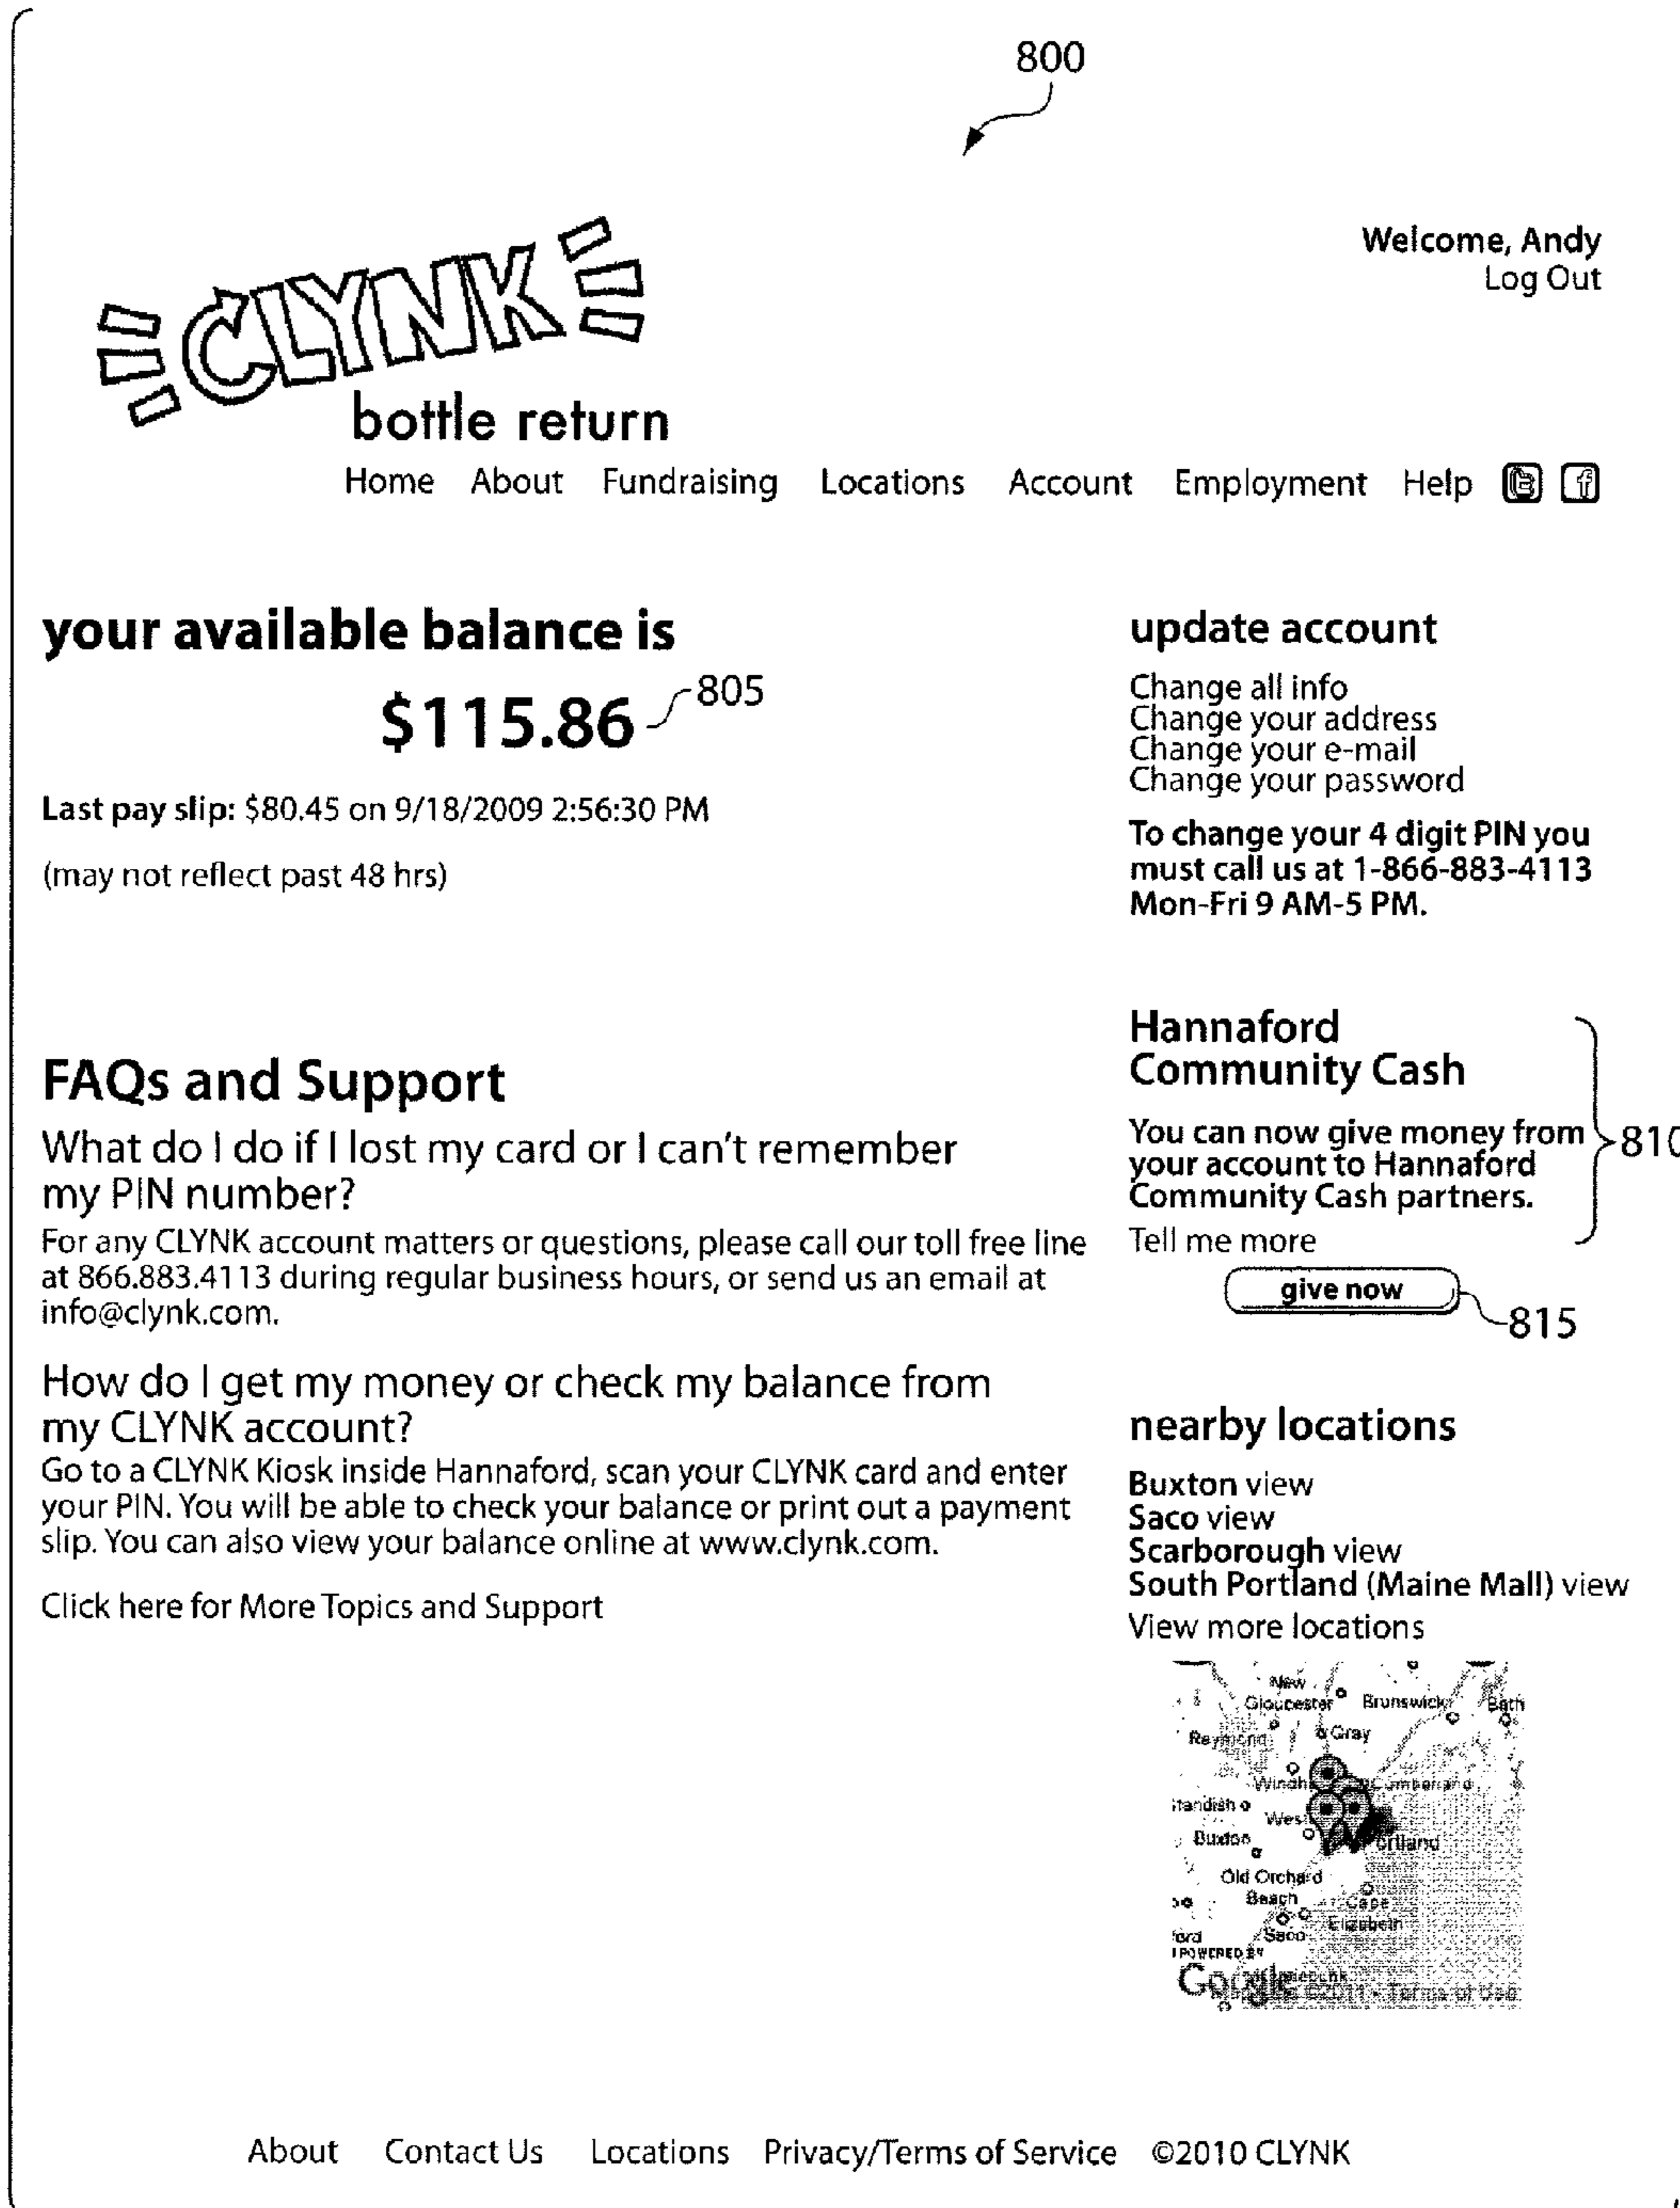 800
Welcome, Andy
Log Out
CLYNK
bottle return
Home About Fundraising Locations Account Employment Help
your available balance is
$115.86
805
Last pay slip: $80.45 on 9/18/2009 2:56:30 PM
(may not reflect past 48 hrs)
update account
Change all info
Change your address
Change your e-mail
Change your password
To change your 4 digit PIN you
must call us at 1-866-883-4113
Mon-Fri 9 AM-5 PM.
FAQs and Support
What do I do if I lost my card or I can't remember
my PIN number?
For any CLYNK account matters or questions, please call our toll free line
at 866.883.4113 during regular business hours, or send us an email at
info@clynk.com.
How do I get my money or check my balance from
my CLYNK account?
Go to a CLYNK Kiosk inside Hannaford, scan your CLYNK card and enter
your PIN. You will be able to check your balance or print out a payment
slip. You can also view your balance online at www.clynk.com.
Click here for More Topics and Support
Hannaford
Community Cash
You can now give money from
your account to Hannaford
Community Cash partners.
810
Tell me more
give now
815
nearby locations
Buxton view
Saco view
Scarborough view
South Portland (Maine Mall) view
View more locations
New
Gloucester
Brunswick
Bath
Raymond
Gray
Cumberland
Buxton
Old Orchard
Beach
Cape
Elizabeth
Saco
POWERED BY
Google
About Contact Us Locations Privacy/Terms of Service ©2010 CLYNK